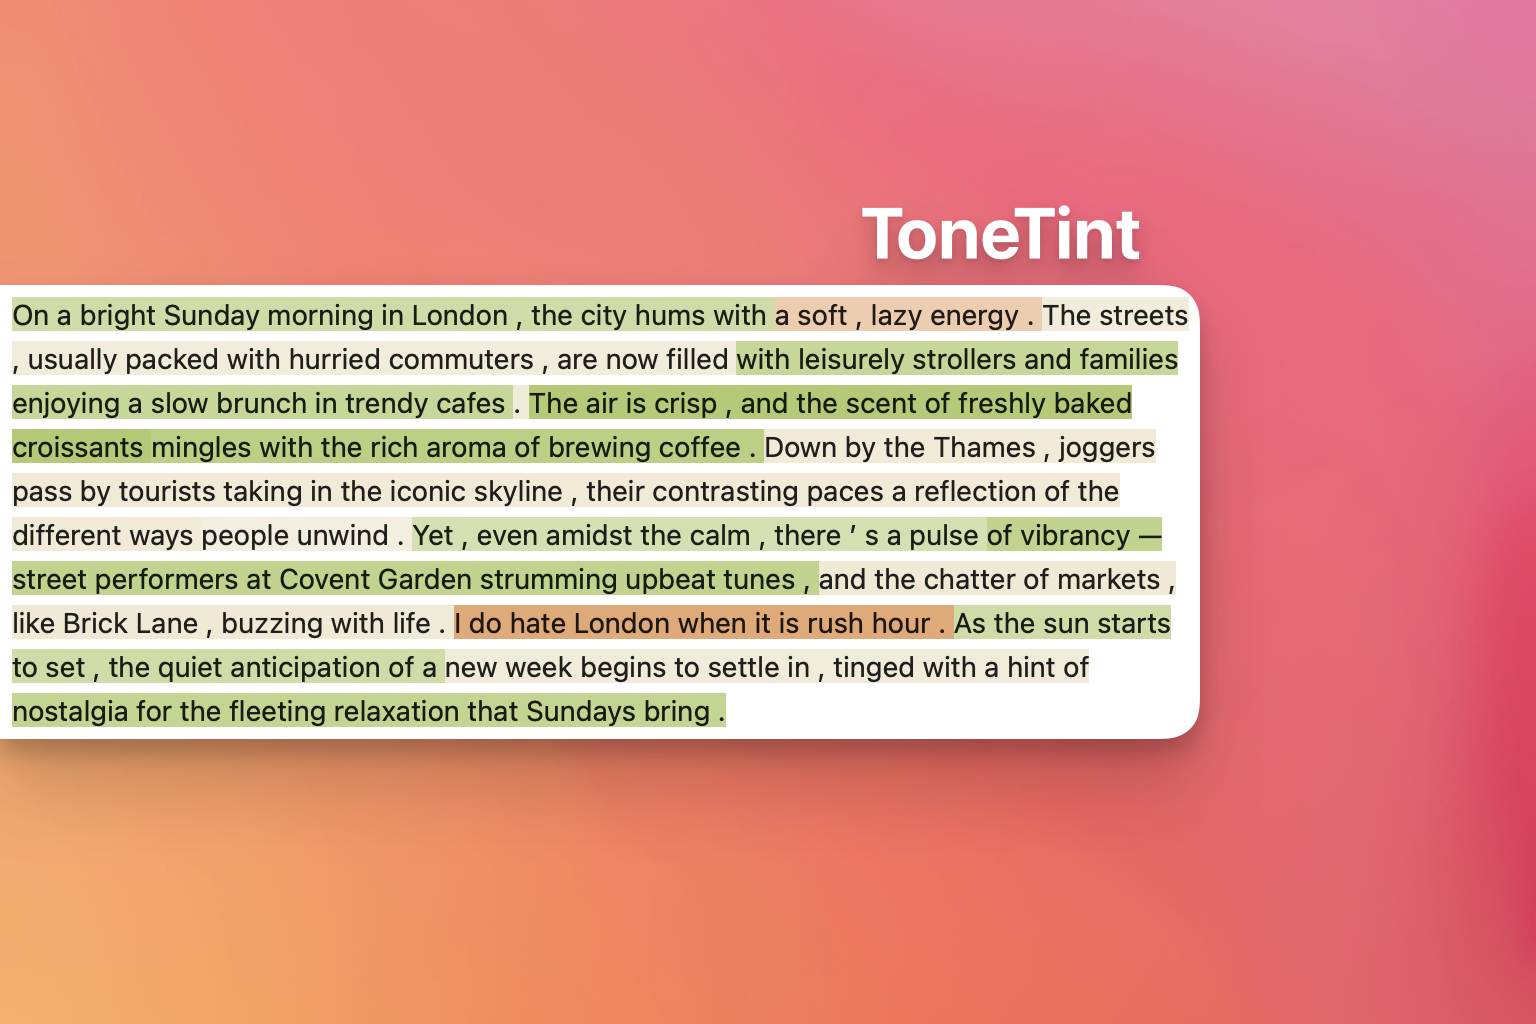 ToneTint
On a bright Sunday morning in London , the city hums with a soft , lazy energy . The streets
, usually packed with hurried commuters , are now filled with leisurely strollers and families
enjoying a slow brunch in trendy cafes . The air is crisp , and the scent of freshly baked
croissants mingles with the rich aroma of brewing coffee . Down by the Thames , joggers
pass by tourists taking in the iconic skyline , their contrasting paces a reflection of the
different ways people unwind . Yet , even amidst the calm , there ’ s a pulse of vibrancy —
street performers at Covent Garden strumming upbeat tunes , and the chatter of markets ,
like Brick Lane , buzzing with life . I do hate London when it is rush hour . As the sun starts
to set , the quiet anticipation of a new week begins to settle in , tinged with a hint of
nostalgia for the fleeting relaxation that Sundays bring .